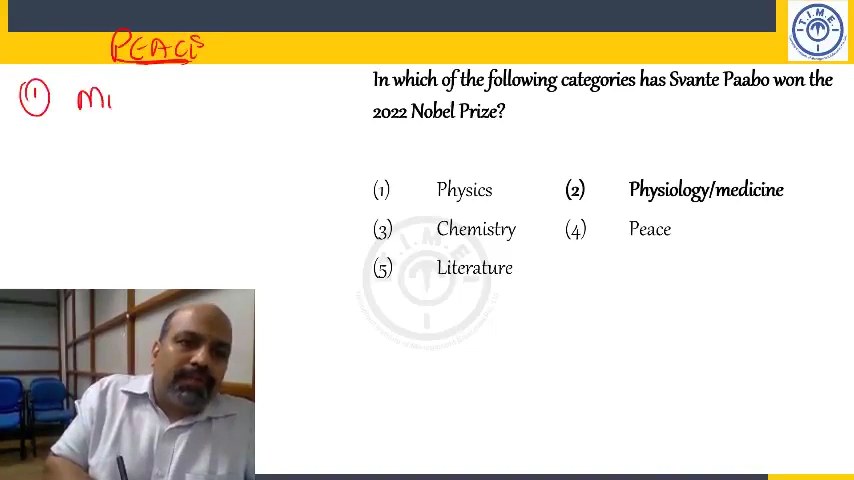 T.I.M.E.
PEACE
(1) MI
In which of the following categories has Svante Paabo won the
2022 Nobel Prize?
(1) Physics (2) Physiology/medicine
(3) Chemistry (4) Peace
(5) Literature
T.I.M.E.